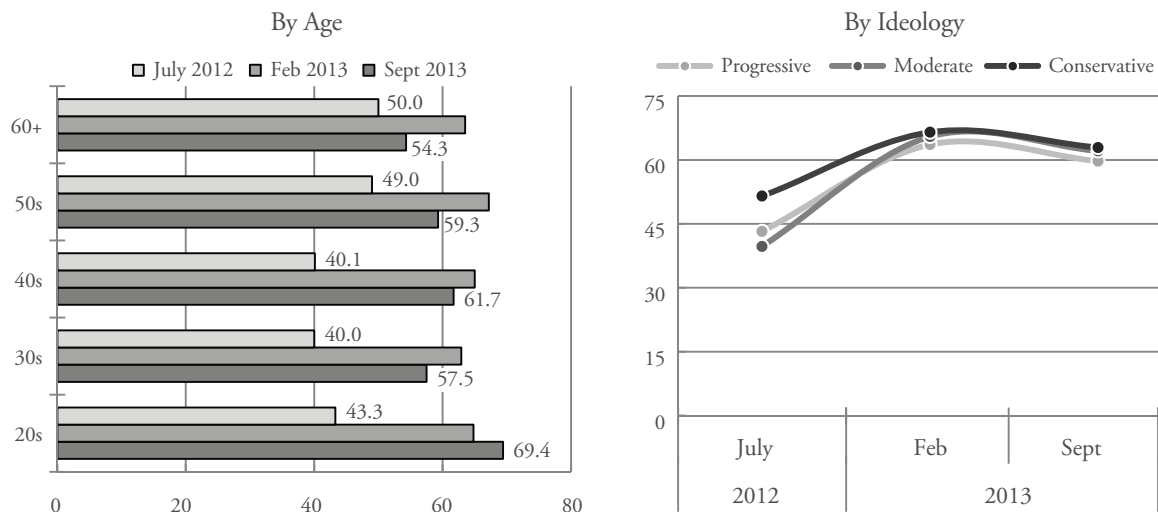 By Age
July 2012 Feb 2013 Sept 2013
60+
50.0
54.3
50s
49.0
59.3
40s
40.1
61.7
30s
40.0
57.5
20s
43.3
69.4
0 20 40 60 80
By Ideology
Progressive Moderate Conservative
75
60
45
30
15
0
July Feb Sept
2012 2013